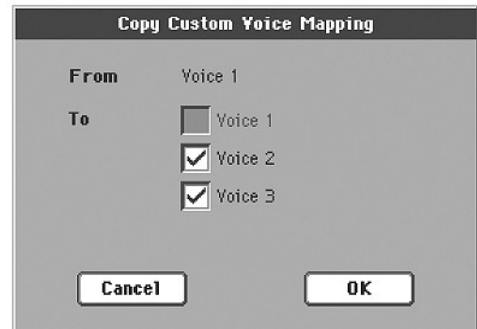 Copy Custom Voice Mapping
From Voice 1
To Voice 1
Voice 2
Voice 3
Cancel OK